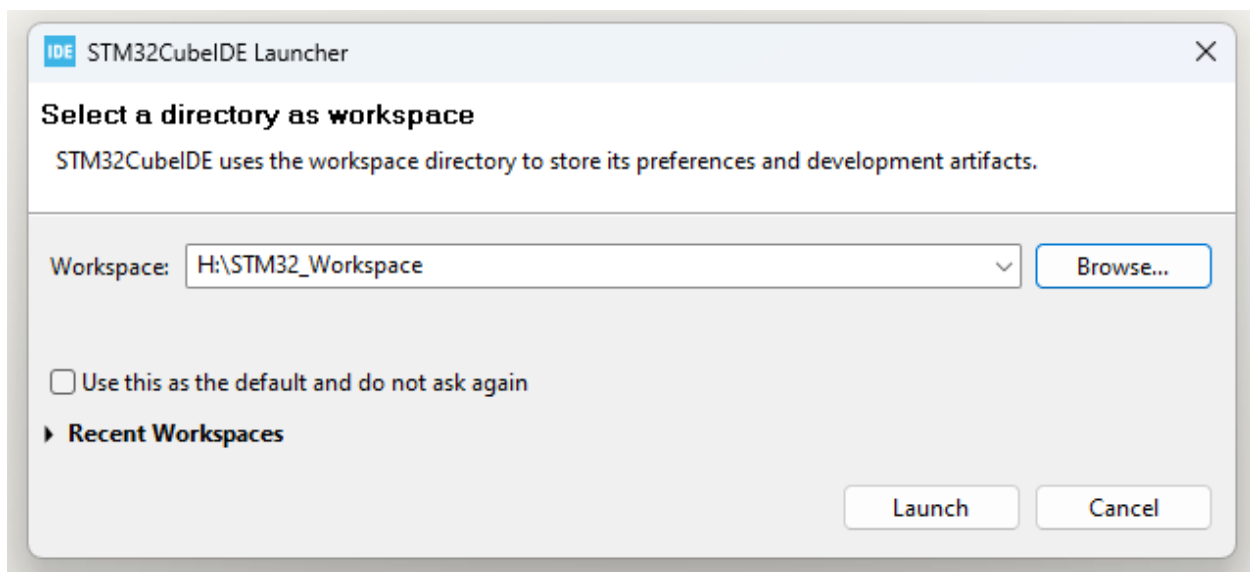 IDE STM32CubeIDE Launcher
Select a directory as workspace
STM32CubeIDE uses the workspace directory to store its preferences and development artifacts.
Workspace: H:\STM32_Workspace Browse...
Use this as the default and do not ask again
Recent Workspaces
Launch Cancel